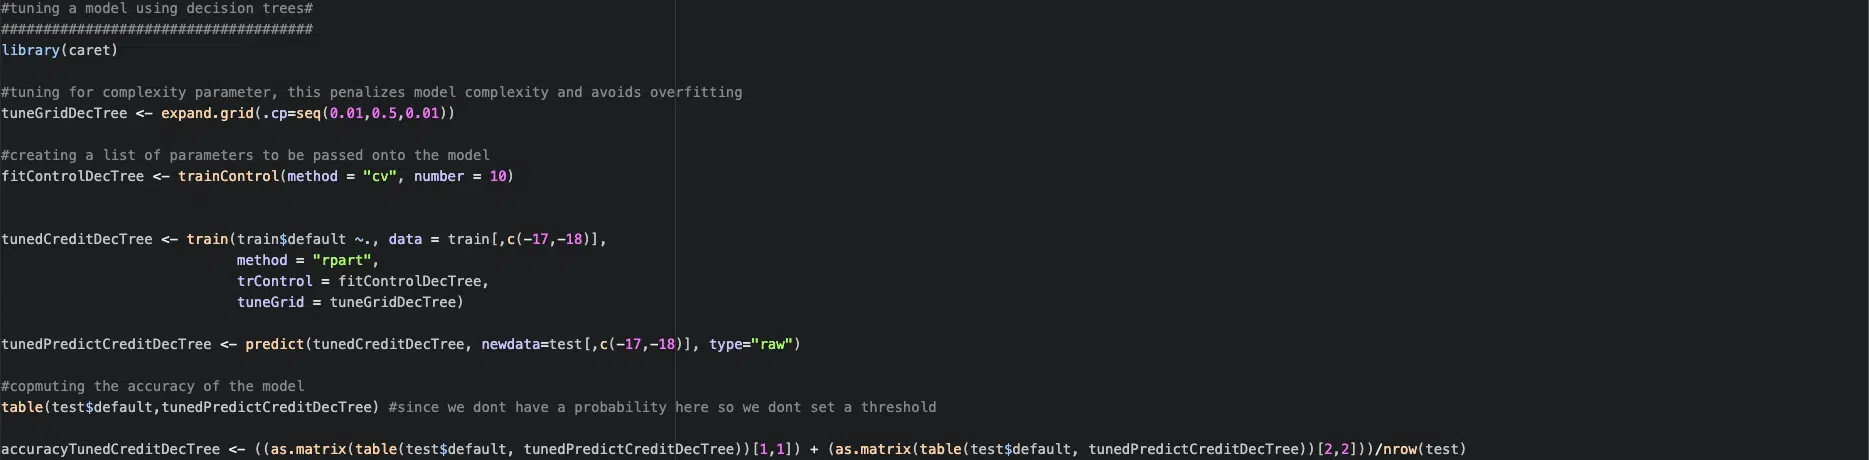 #tuning a model using decision trees#
#####################################
library(caret)
#tuning for complexity parameter, this penalizes model complexity and avoids overfitting
tuneGridDecTree <- expand.grid(.cp=seq(0.01,0.5,0.01))
#creating a list of parameters to be passed onto the model
fitControlDecTree <- trainControl(method = "cv", number = 10)
tunedCreditDecTree <- train(train$default ~., data = train[,c(-17,-18)],
method = "rpart",
trControl = fitControlDecTree,
tuneGrid = tuneGridDecTree)
tunedPredictCreditDecTree <- predict(tunedCreditDecTree, newdata=test[,c(-17,-18)], type="raw")
#copmuting the accuracy of the model
table(test$default,tunedPredictCreditDecTree) #since we dont have a probability here so we dont set a threshold
accuracyTunedCreditDecTree <- ((as.matrix(table(test$default, tunedPredictCreditDecTree))[1,1]) + (as.matrix(table(test$default, tunedPredictCreditDecTree))[2,2]))/nrow(test)